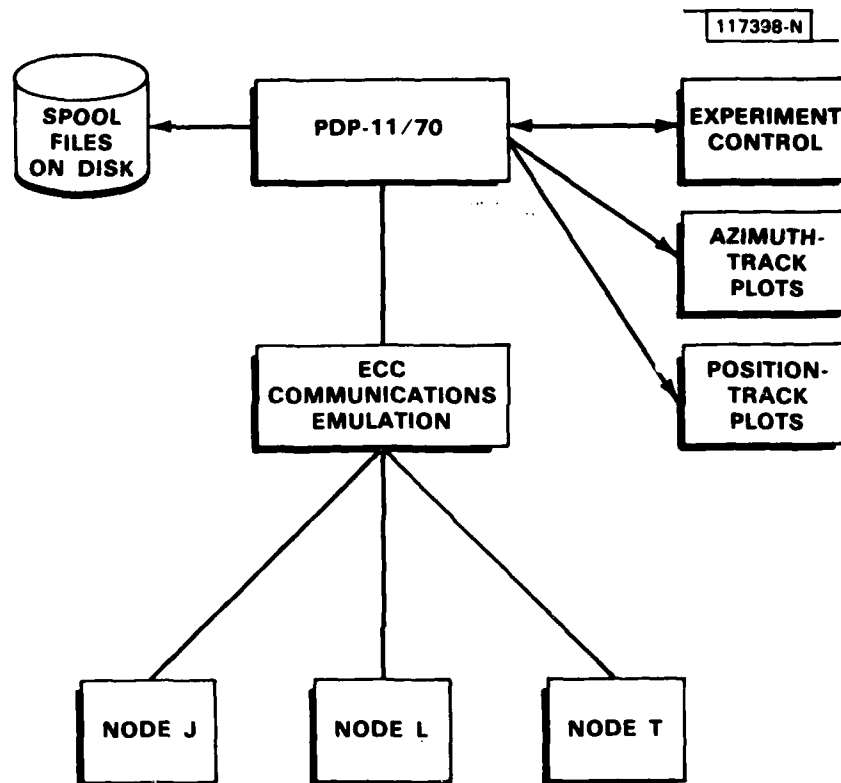 117398-N
SPOOL
FILES
ON DISK
PDP-11/70
EXPERIMENT
CONTROL
AZIMUTH-
TRACK
PLOTS
ECC
COMMUNICATIONS
EMULATION
POSITION-
TRACK
PLOTS
NODE J
NODE L
NODE T